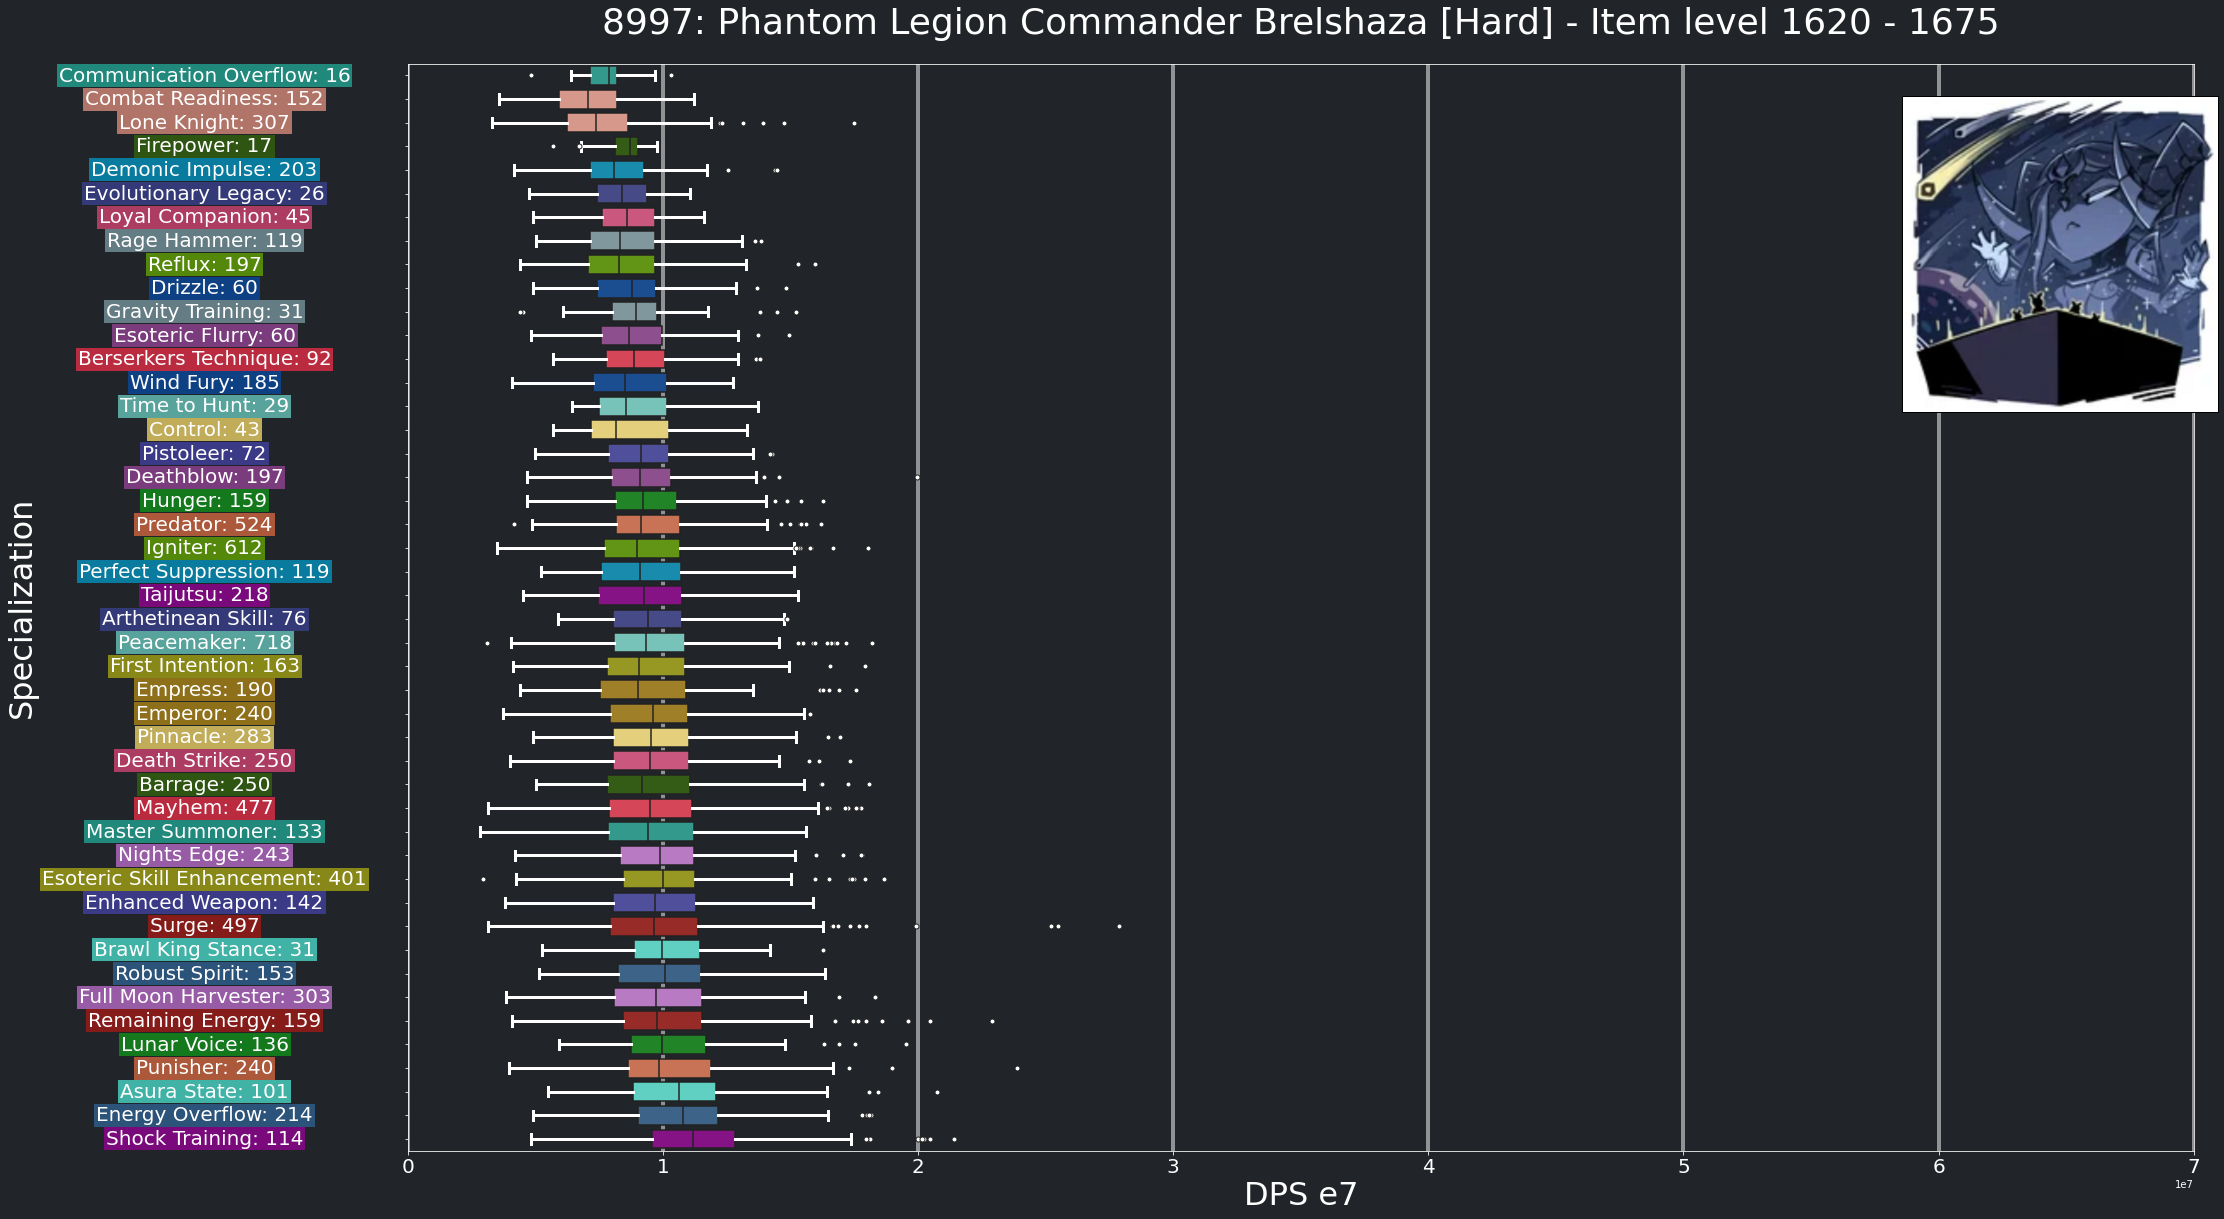 8997: Phantom Legion Commander Brelshaza [Hard] - Item level 1620 - 1675
Specialization
Communication Overflow: 16
Combat Readiness: 152
Lone Knight: 307
Firepower: 17
Demonic Impulse: 203
Evolutionary Legacy: 26
Loyal Companion: 45
Rage Hammer: 119
Reflux: 197
Drizzle: 60
Gravity Training: 31
Esoteric Flurry: 60
Berserkers Technique: 92
Wind Fury: 185
Time to Hunt: 29
Control: 43
Pistoleer: 72
Deathblow: 197
Hunger: 159
Predator: 524
Igniter: 612
Perfect Suppression: 119
Taijutsu: 218
Arthetinean Skill: 76
Peacemaker: 718
First Intention: 163
Empress: 190
Emperor: 240
Pinnacle: 283
Death Strike: 250
Barrage: 250
Mayhem: 477
Master Summoner: 133
Nights Edge: 243
Esoteric Skill Enhancement: 401
Enhanced Weapon: 142
Surge: 497
Brawl King Stance: 31
Robust Spirit: 153
Full Moon Harvester: 303
Remaining Energy: 159
Lunar Voice: 136
Punisher: 240
Asura State: 101
Energy Overflow: 214
Shock Training: 114
0 1 2 3 4 5 6 7
1e7
DPS e7